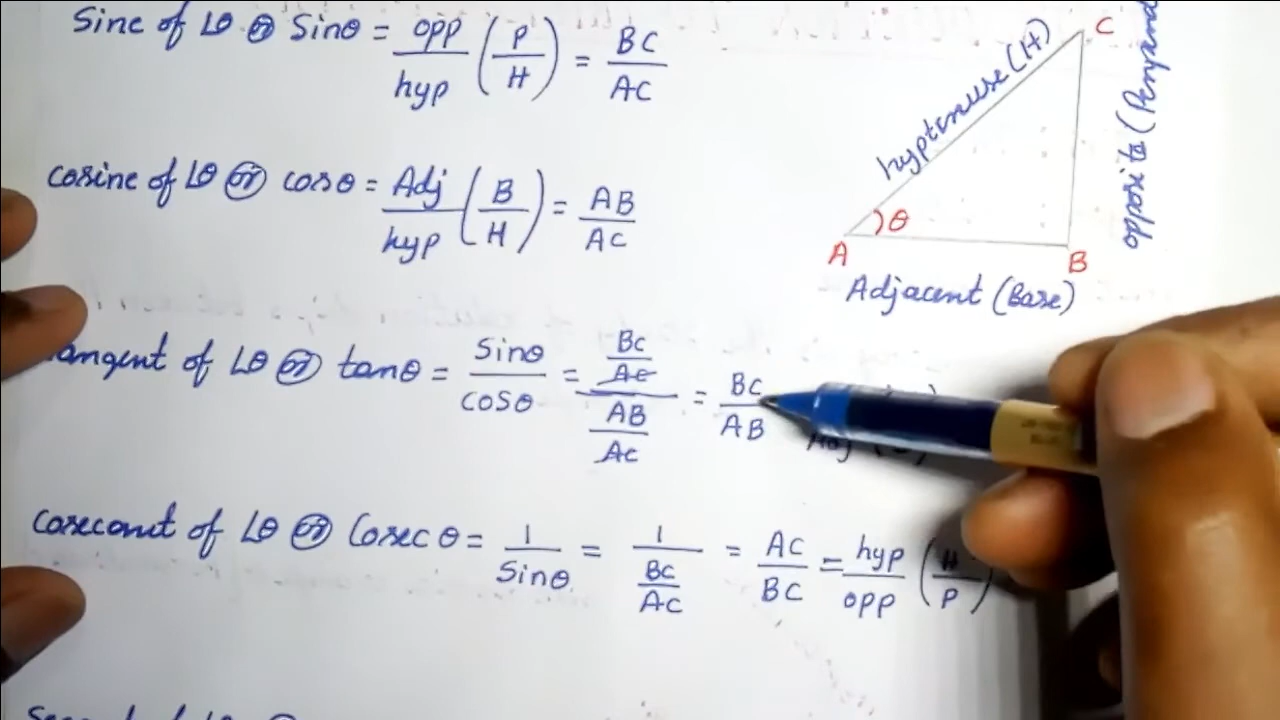 Sine of ∠θ or Sinθ = opp/hyp (P/H) = BC/AC
cosine of ∠θ or cosθ = Adj/hyp (B/H) = AB/AC
angent of ∠θ or tanθ = Sinθ/cosθ = (BC/AC)/(AB/AC) = BC/AB
Adj
Cosecant of ∠θ or Cosec θ = 1/Sinθ = 1/(BC/AC) = AC/BC = hyp/opp (H/P)
C
hyptenuse (H)
opposite
A
θ
B
Adjacent (Base)